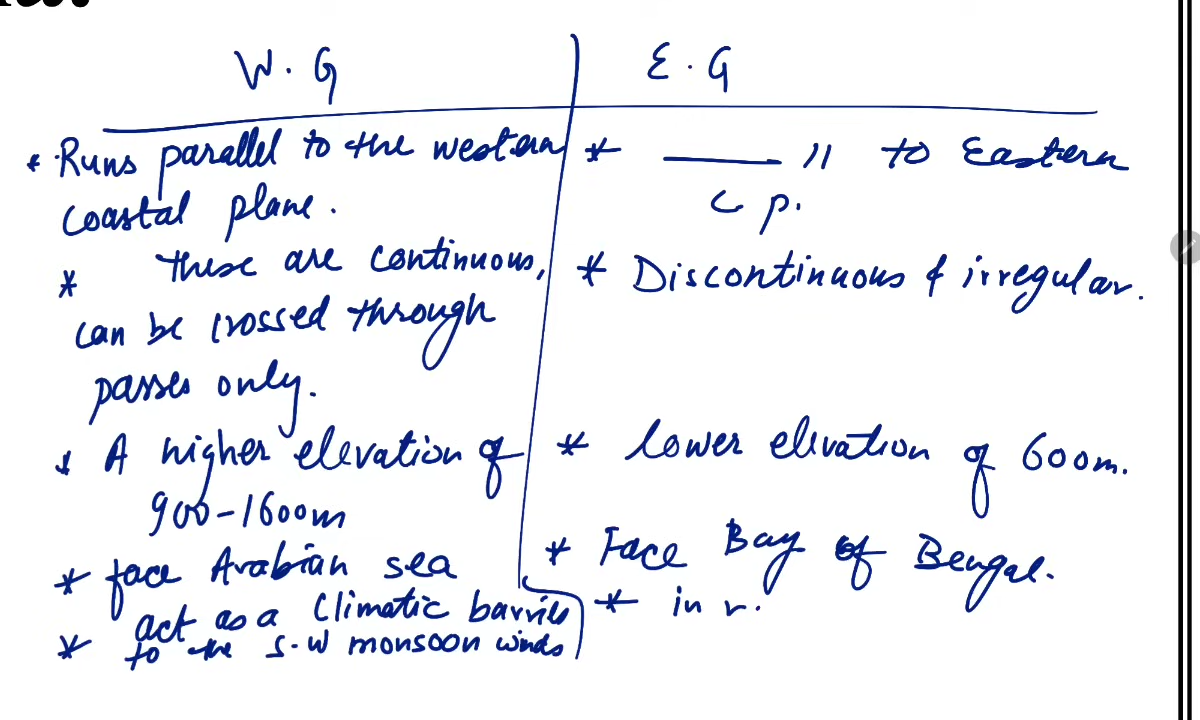 W.G
E.G
* Runs parallel to the western
coastal plane.
* these are continuous,
can be crossed through
passes only.
* A higher elevation of
900-1600m
* face Arabian sea
* act as a Climatic barries
to the S-W monsoon winds
* ——— 11 to Eastern
C p.
* Discontinuous & irregular.
* lower elevation of 600m.
* Face Bay of Bengal.
* in r.